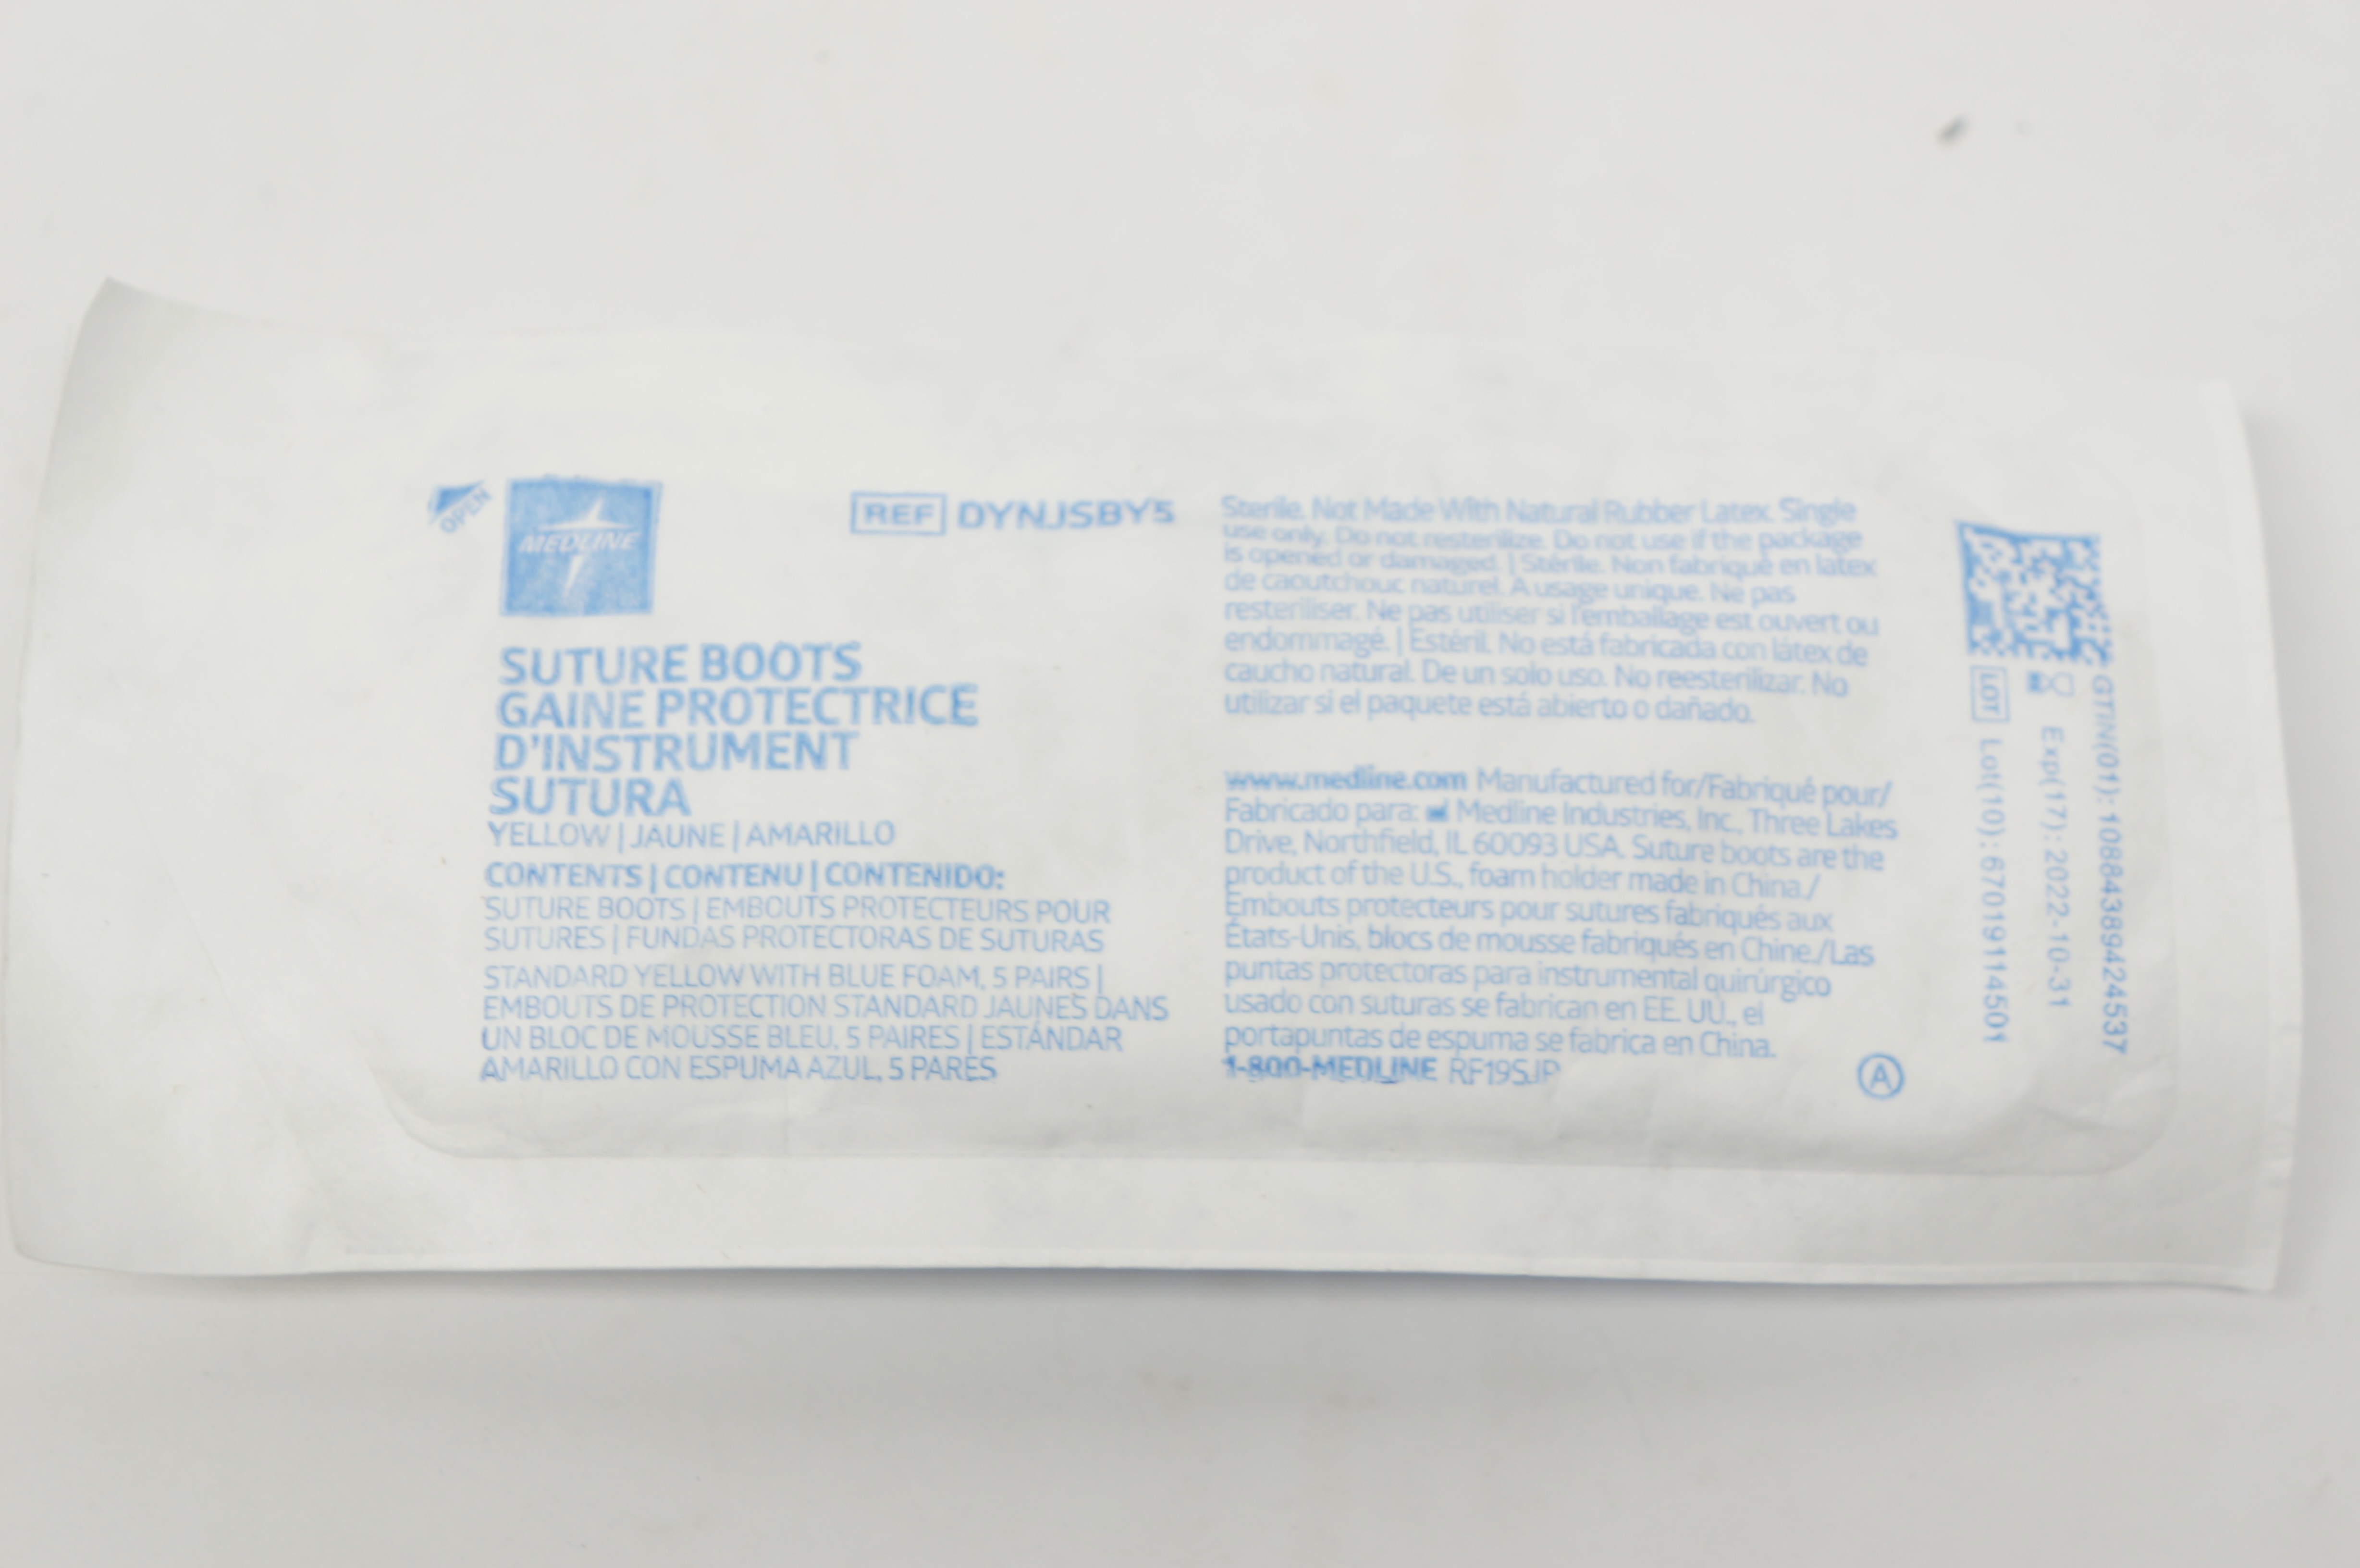 OPEN
MEDLINE
REF DYNJSBY5
SUTURE BOOTS
GAINE PROTECTRICE
D'INSTRUMENT
SUTURA
YELLOW | JAUNE | AMARILLO
CONTENTS | CONTENU | CONTENIDO:
SUTURE BOOTS | EMBOUTS PROTECTEURS POUR
SUTURES | FUNDAS PROTECTORAS DE SUTURAS
STANDARD YELLOW WITH BLUE FOAM, 5 PAIRS |
EMBOUTS DE PROTECTION STANDARD JAUNES DANS
UN BLOC DE MOUSSE BLEU, 5 PAIRES | ESTÁNDAR
AMARILLO CON ESPUMA AZUL, 5 PARES
Sterile. Not Made With Natural Rubber Latex. Single
use only. Do not resterilize. Do not use if the package
is opened or damaged. | Stérile. Non fabriqué en latex
de caoutchouc naturel. A usage unique. Ne pas
resteriliser. Ne pas utiliser si l'emballage est ouvert ou
endommagé. | Estéril. No está fabricada con látex de
caucho natural. De un solo uso. No reesterilizar. No
utilizar si el paquete está abierto o dañado.
www.medline.com Manufactured for/Fabriqué pour/
Fabricado para: Medline Industries, Inc., Three Lakes
Drive, Northfield, IL 60093 USA. Suture boots are the
product of the U.S., foam holder made in China./
Embouts protecteurs pour sutures fabriqués aux
États-Unis, blocs de mousse fabriqués en Chine./Las
puntas protectoras para instrumental quirúrgico
usado con suturas se fabrican en EE. UU., el
portapuntas de espuma se fabrica en China.
1-800-MEDLINE RF19SJP
A
GTIN(01): 10884389424537
Exp(17): 2022-10-31
LOT Lot(10): 67019114501